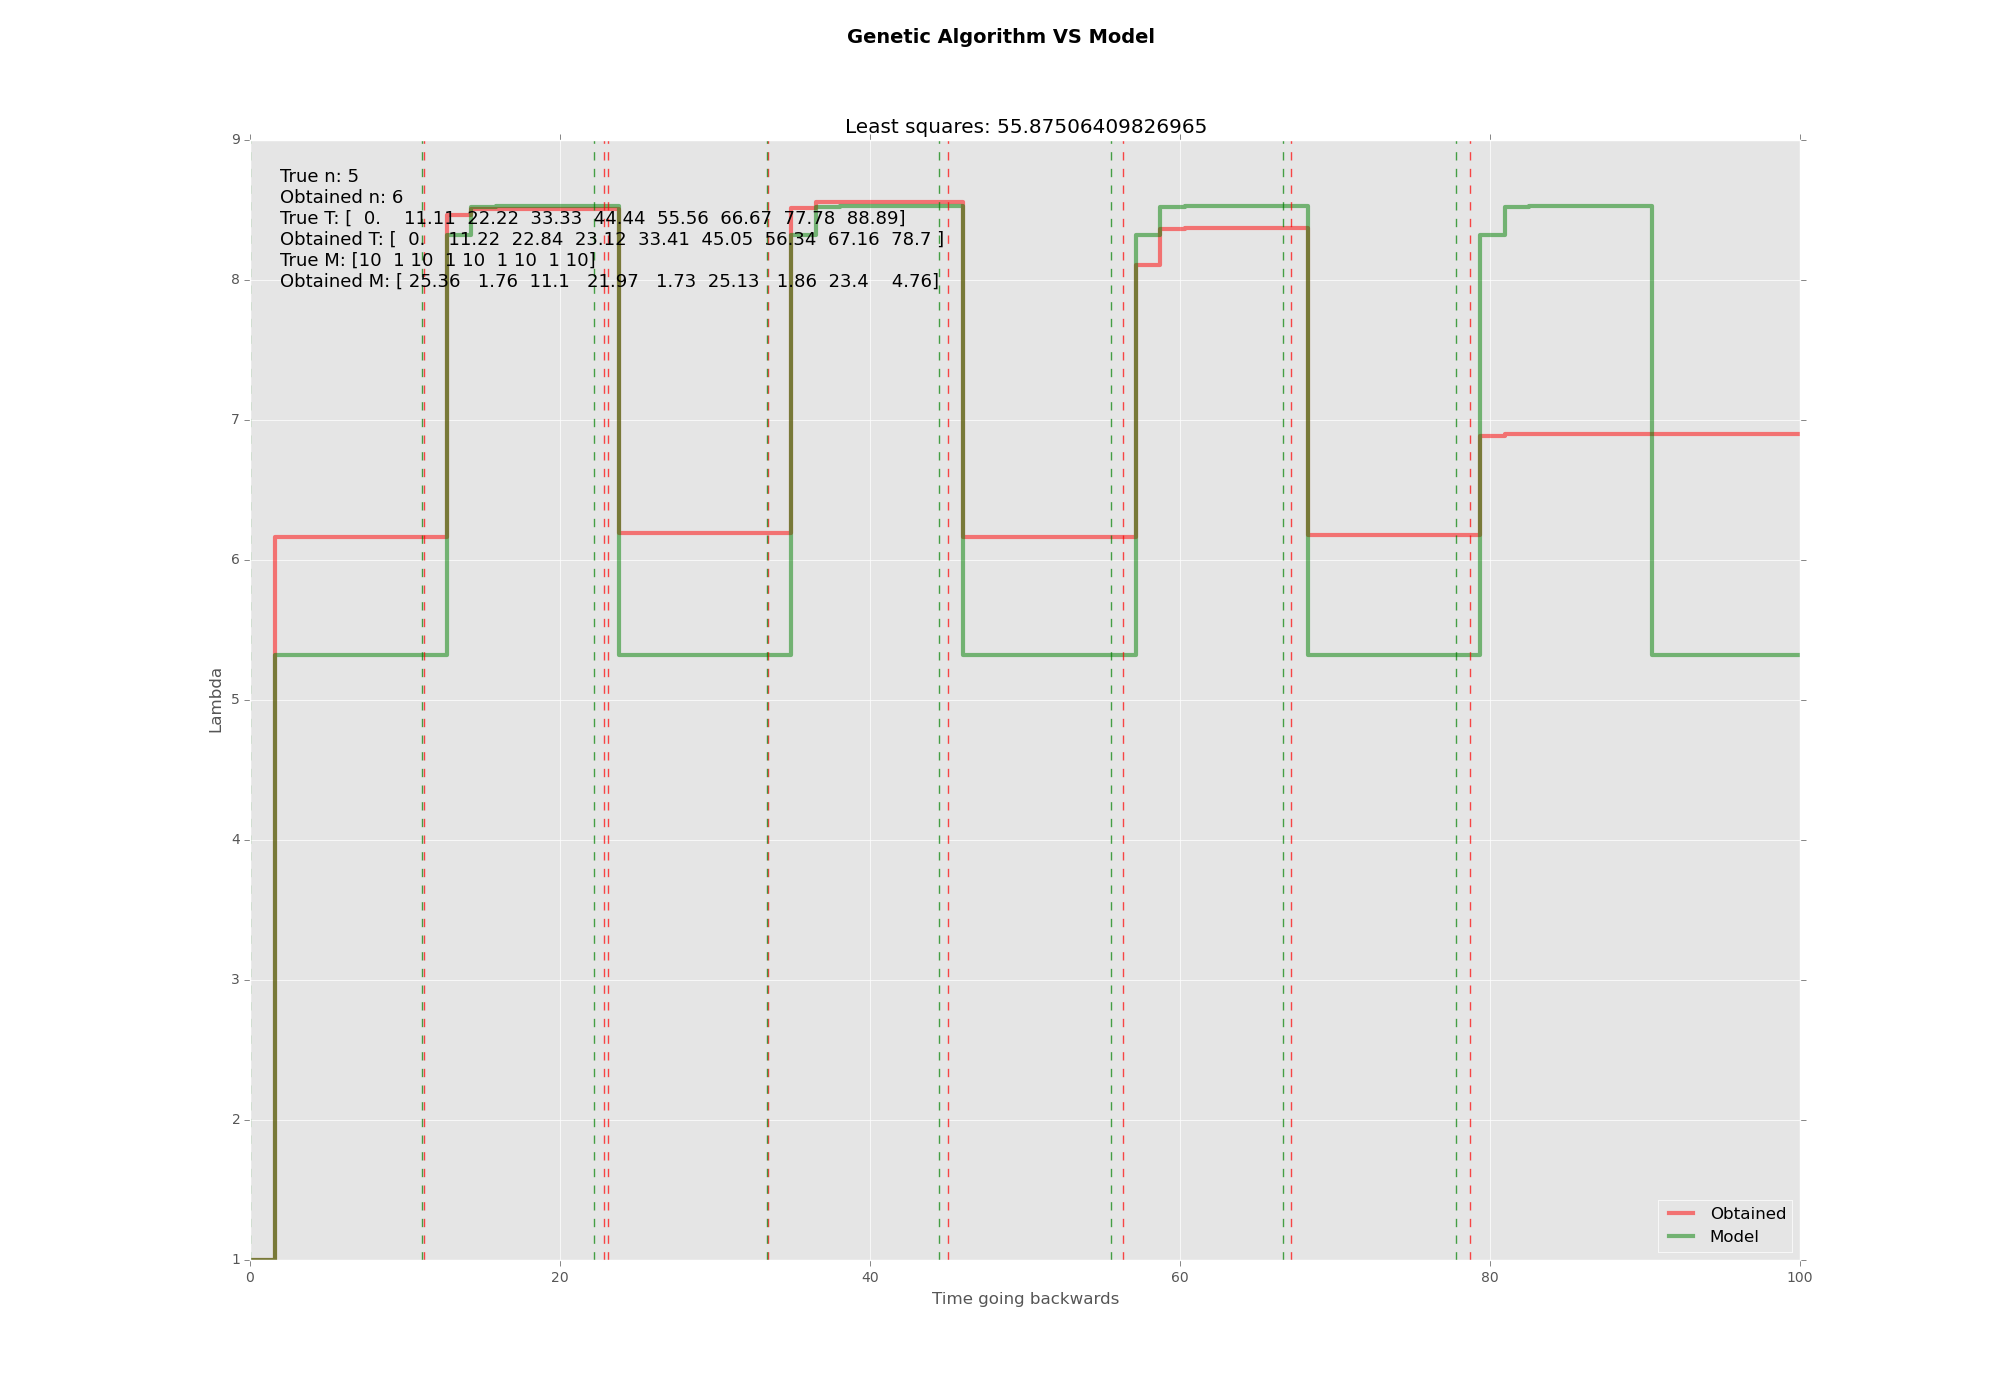 Genetic Algorithm VS Model
Least squares: 55.87506409826965
True n: 5
Obtained n: 6
True T: [  0.    11.11  22.22  33.33  44.44  55.56  66.67  77.78  88.89]
Obtained T: [  0.    11.22  22.84  23.12  33.41  45.05  56.34  67.16  78.7 ]
True M: [10  1 10  1 10  1 10  1 10]
Obtained M: [ 25.36   1.76  11.1   21.97   1.73  25.13   1.86  23.4    4.76]
9
8
7
6
5
4
3
2
1
Lambda
0 20 40 60 80 100
Time going backwards
Obtained
Model